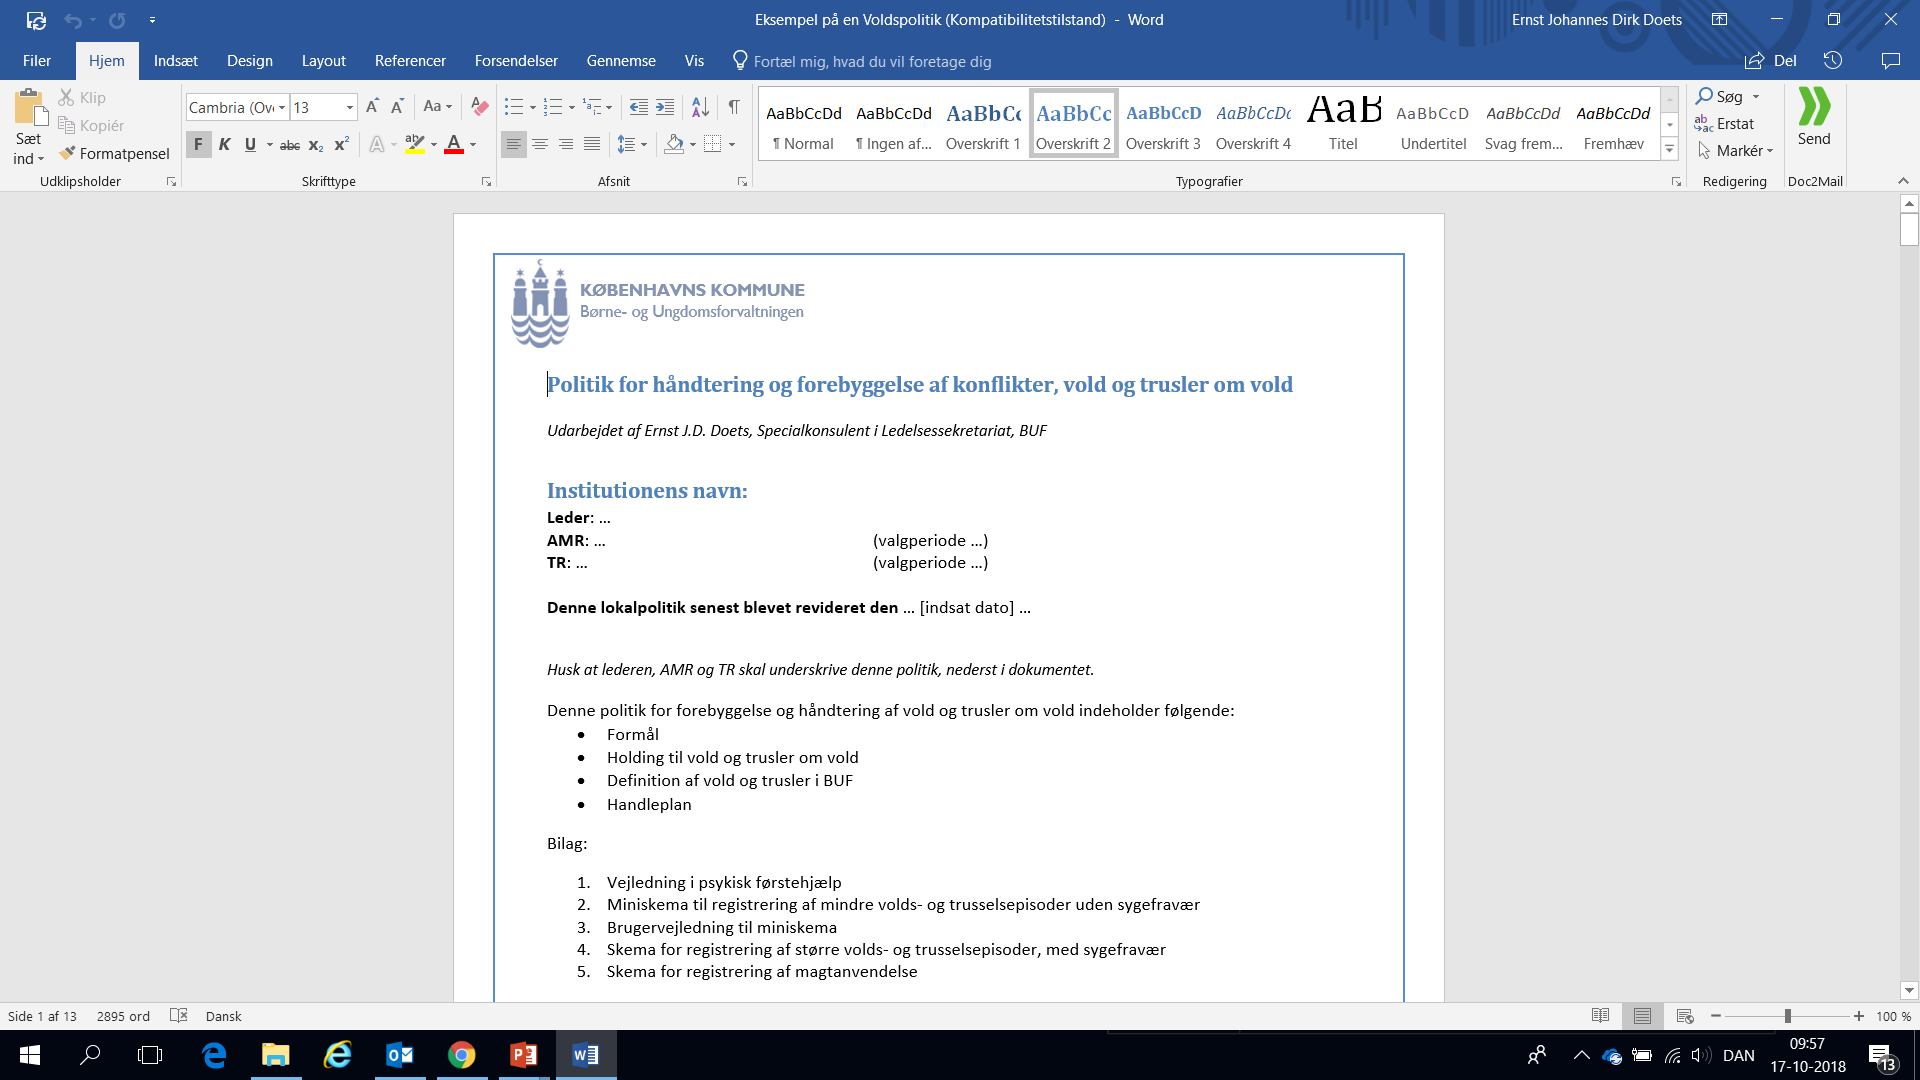 Eksempel på en Voldspolitik (Kompatibilitetstilstand) - Word
Ernst Johannes Dirk Doets
Filer Hjem Indsæt Design Layout Referencer Forsendelser Gennemse Vis Fortæl mig, hvad du vil foretage dig Del
Sæt ind
Klip
Kopiér
Formatpensel
Udklipsholder
Cambria (Ove 13
Aa
F K U abc x₂ x²
A
Skrifttype
Afsnit
AaBbCcDd AaBbCcDd AaBbCc AaBbCc AaBbCcD AaBbCcDc AaB AaBbCcD AaBbCcDd AaBbCcDd
¶ Normal ¶ Ingen af... Overskrift 1 Overskrift 2 Overskrift 3 Overskrift 4 Titel Undertitel Svag frem... Fremhæv
Typografier
Søg
Erstat
Markér
Redigering
Send
Doc2Mail
KØBENHAVNS KOMMUNE
Børne- og Ungdomsforvaltningen
Politik for håndtering og forebyggelse af konflikter, vold og trusler om vold
Udarbejdet af Ernst J.D. Doets, Specialkonsulent i Ledelsessekretariat, BUF
Institutionens navn:
Leder: ...
AMR: ... (valgperiode ...)
TR: ... (valgperiode ...)
Denne lokalpolitik senest blevet revideret den ... [indsat dato] ...
Husk at lederen, AMR og TR skal underskrive denne politik, nederst i dokumentet.
Denne politik for forebyggelse og håndtering af vold og trusler om vold indeholder følgende:
• Formål
• Holding til vold og trusler om vold
• Definition af vold og trusler i BUF
• Handleplan
Bilag:
1. Vejledning i psykisk førstehjælp
2. Miniskema til registrering af mindre volds- og trusselsepisoder uden sygefravær
3. Brugervejledning til miniskema
4. Skema for registrering af større volds- og trusselsepisoder, med sygefravær
5. Skema for registrering af magtanvendelse
Side 1 af 13 2895 ord Dansk 100 %
DAN
09:57
17-10-2018
13